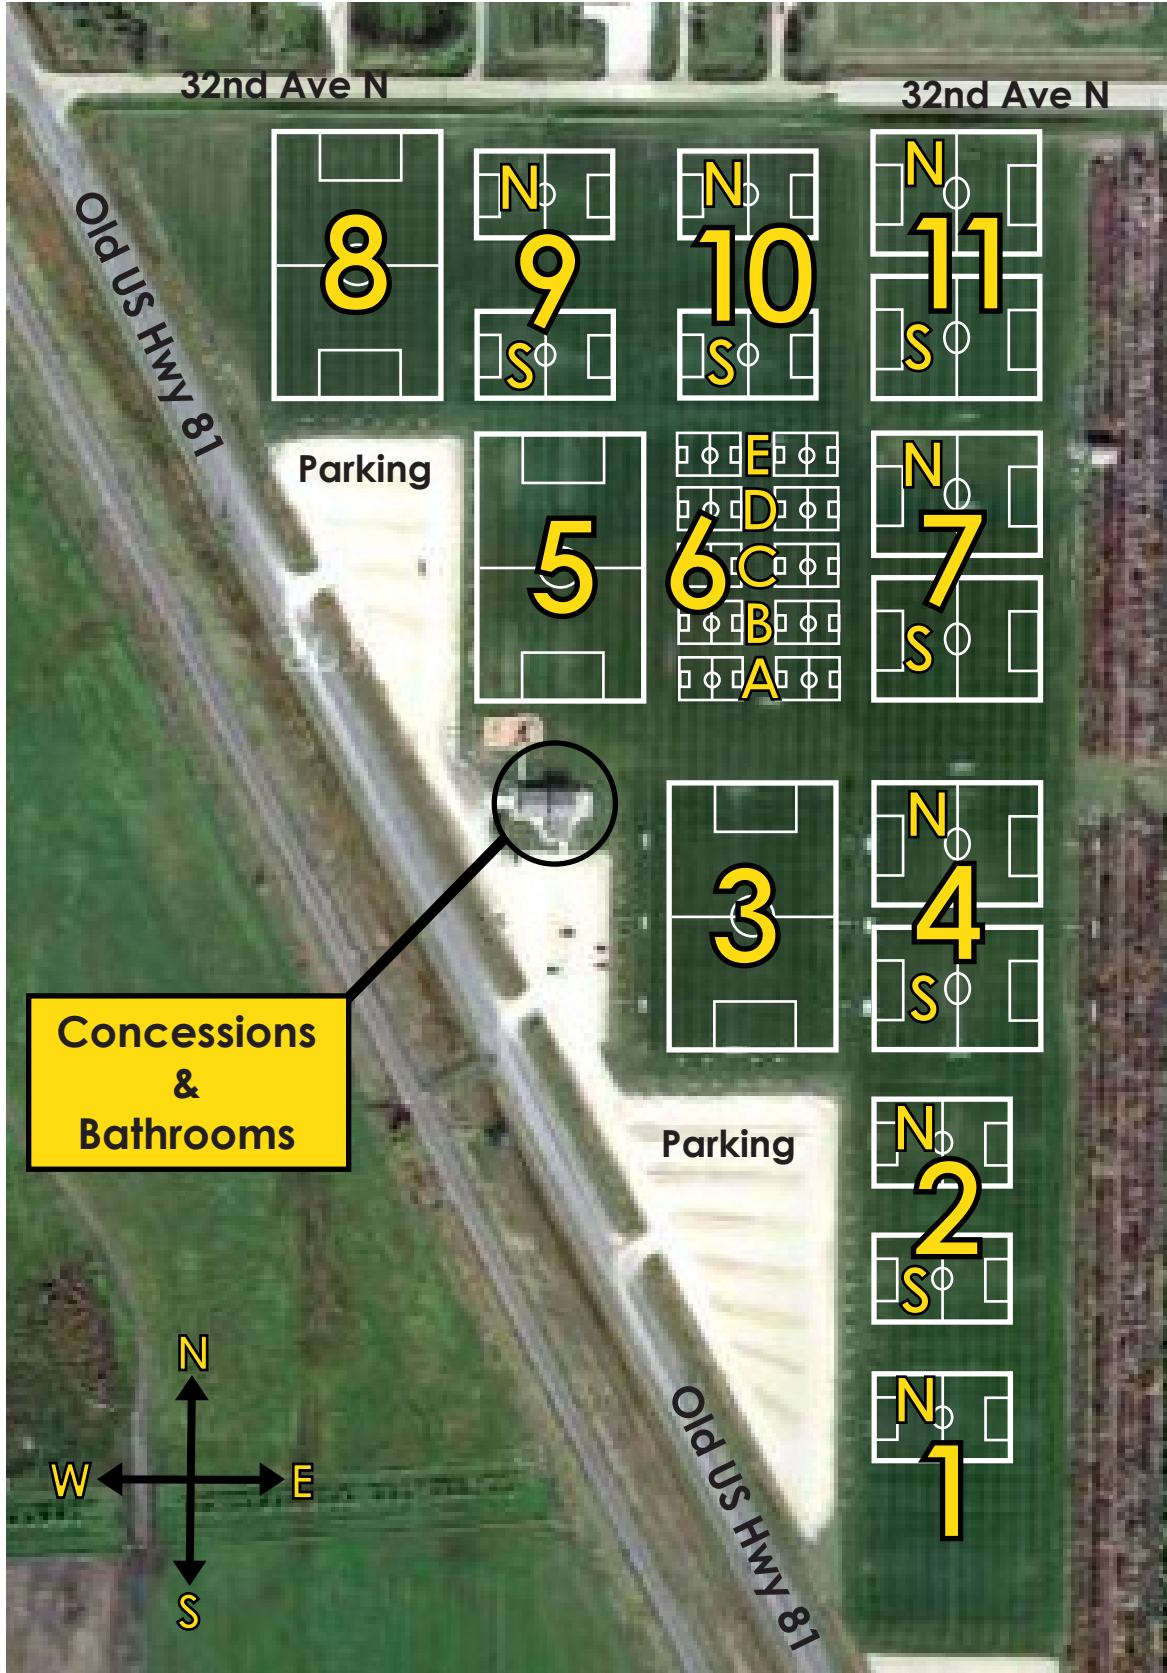 32nd Ave N
32nd Ave N
Old US Hwy 81
8
N
9
S
N
10
S
N
11
S
Parking
5
6
E
D
C
B
A
N
7
S
3
N
4
S
Concessions
&
Bathrooms
Parking
N
2
S
N
1
Old US Hwy 81
N
W
E
S